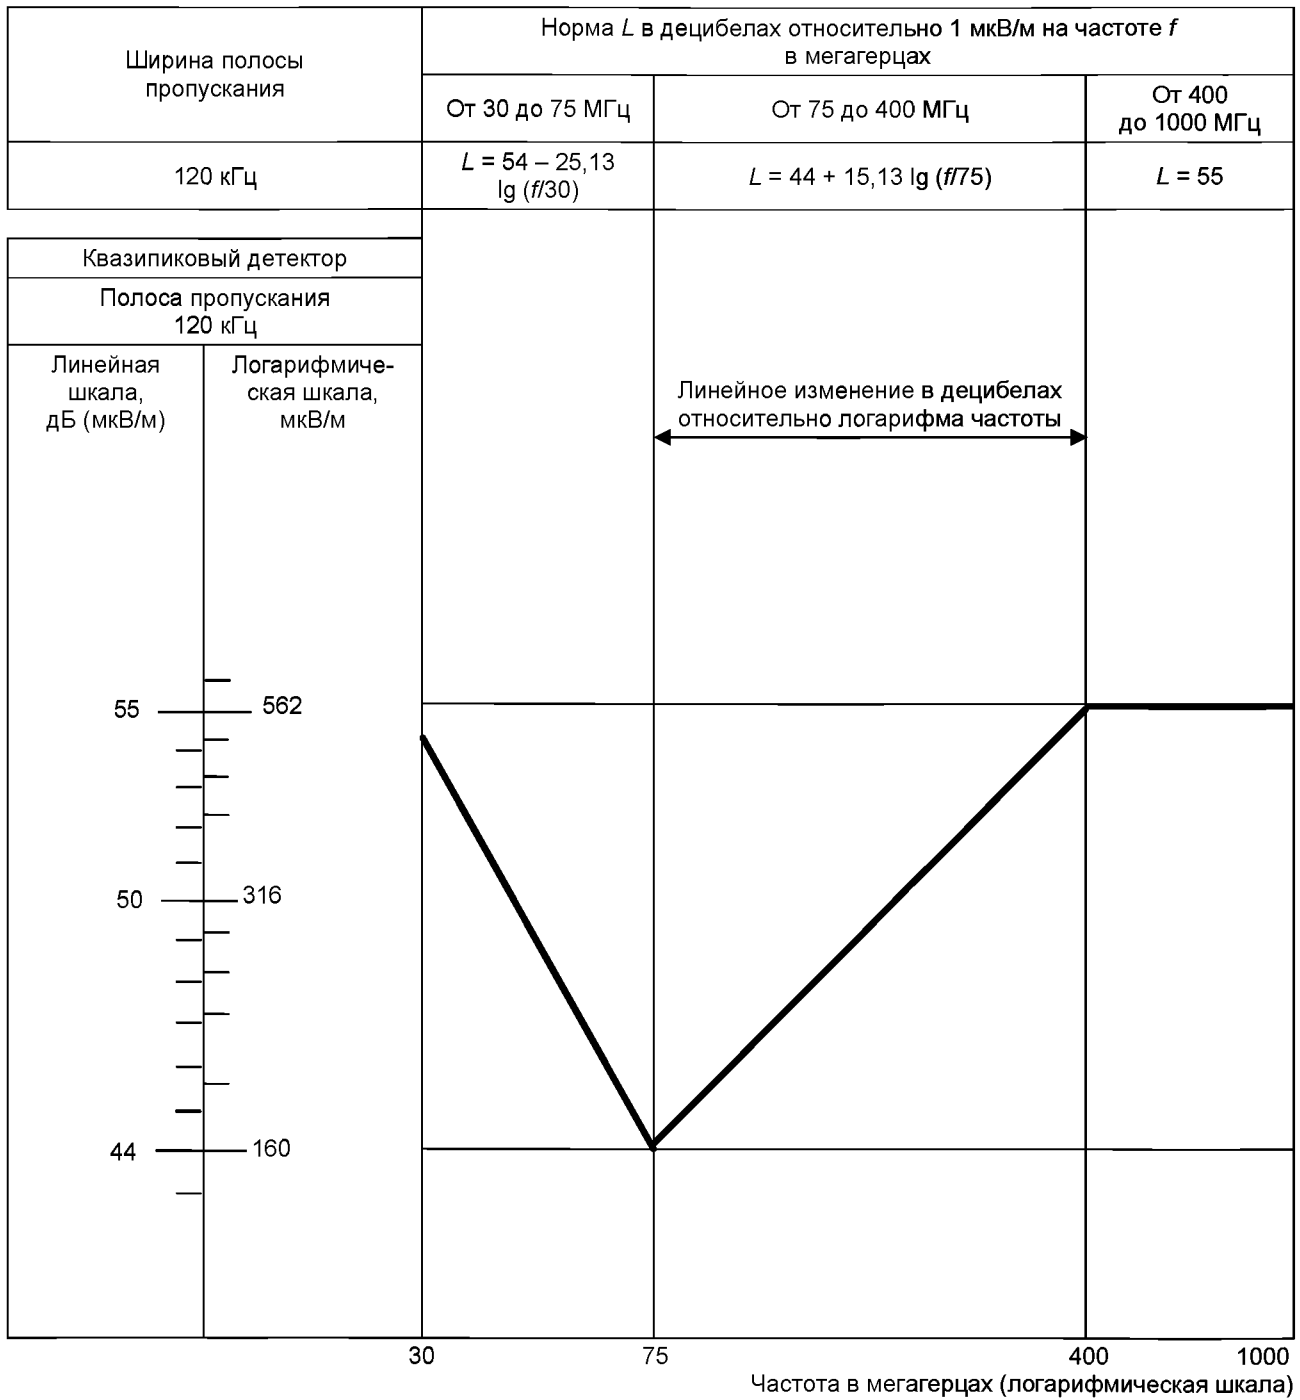 Ширина полосы
пропускания
Норма L в децибелах относительно 1 мкВ/м на частоте f
в мегагерцах
От 30 до 75 МГц
От 75 до 400 МГц
От 400
до 1000 МГц
120 кГц
L = 54 – 25,13
lg (f/30)
L = 44 + 15,13 lg (f/75)
L = 55
Квазипиковый детектор
Полоса пропускания
120 кГц
Линейная
шкала,
дБ (мкВ/м)
Логарифмиче-
ская шкала,
мкВ/м
Линейное изменение в децибелах
относительно логарифма частоты
55
562
50
316
44
160
30
75
400
1000
Частота в мегагерцах (логарифмическая шкала)